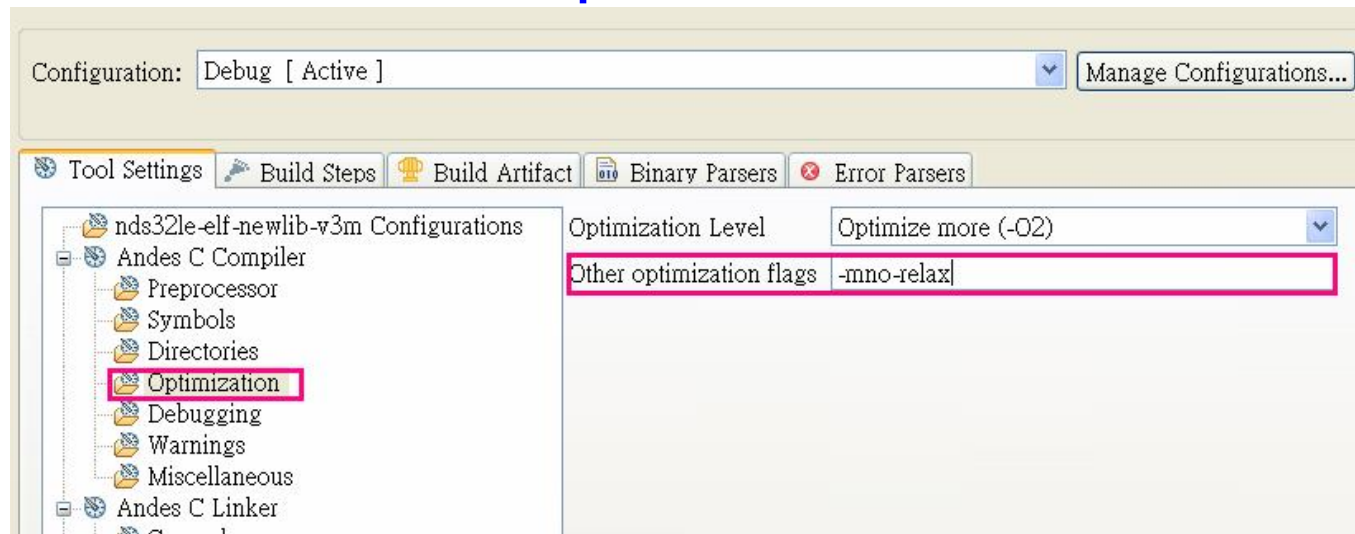 Configuration: Debug [ Active ] Manage Configurations...
Tool Settings Build Steps Build Artifact Binary Parsers Error Parsers
nds32le-elf-newlib-v3m Configurations
Andes C Compiler
Preprocessor
Symbols
Directories
Optimization
Debugging
Warnings
Miscellaneous
Andes C Linker
Optimization Level Optimize more (-O2)
Other optimization flags -mno-relax